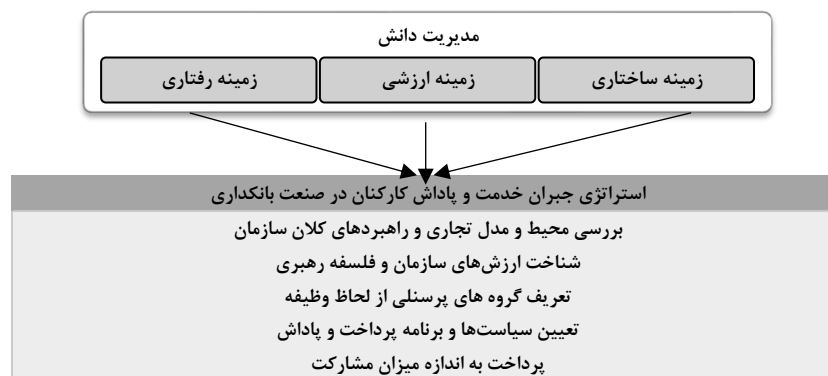 مدیریت دانش
زمینه ساختاری
زمینه ارزشی
زمینه رفتاری
استراتژی جبران خدمت و پاداش کارکنان در صنعت بانکداری
بررسی محیط و مدل تجاری و راهبردهای کلان سازمان
شناخت ارزش‌های سازمان و فلسفه رهبری
تعریف گروه های پرسنلی از لحاظ وظیفه
تعیین سیاست‌ها و برنامه پرداخت و پاداش
پرداخت به اندازه میزان مشارکت